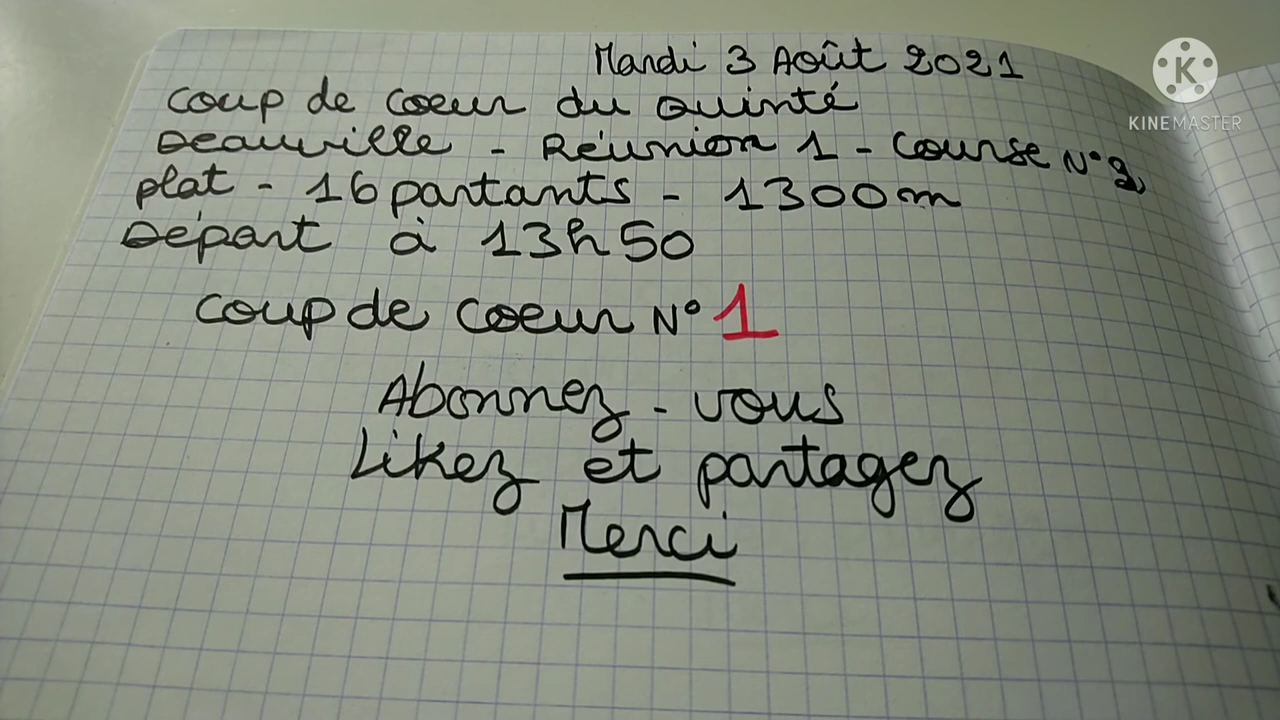 Mardi 3 Août 2021
KINEMASTER
coup de coeur du Quinté
Deauville - Réunion 1 - course N° 2
plat - 16 partants - 1300m
Départ à 13h50
coup de coeur N° 1
Abonnez-vous
Likez et partagez
Merci